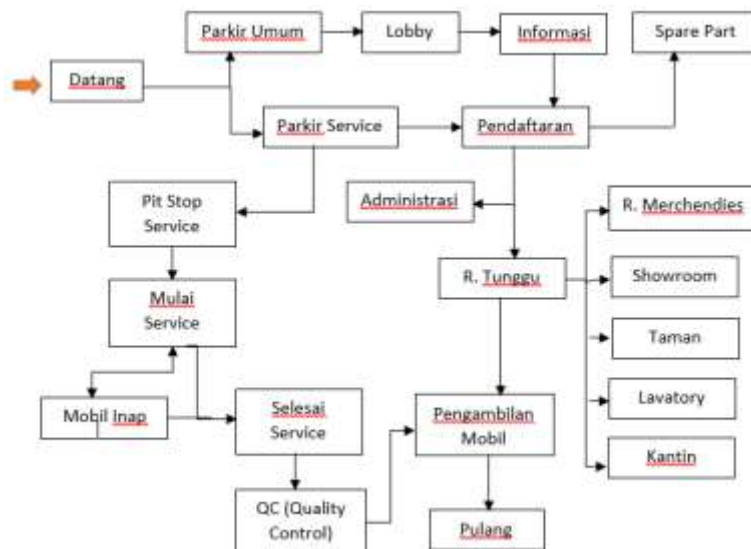 Parkir Umum
Lobby
Informasi
Spare Part
Datang
Parkir Service
Pendaftaran
Pit Stop
Service
Administrasi
R. Merchendies
R. Tunggu
Showroom
Mulai
Service
Taman
Mobil Inap
Selesai
Service
Pengambilan
Mobil
Lavatory
Kantin
QC (Quality
Control)
Pulang